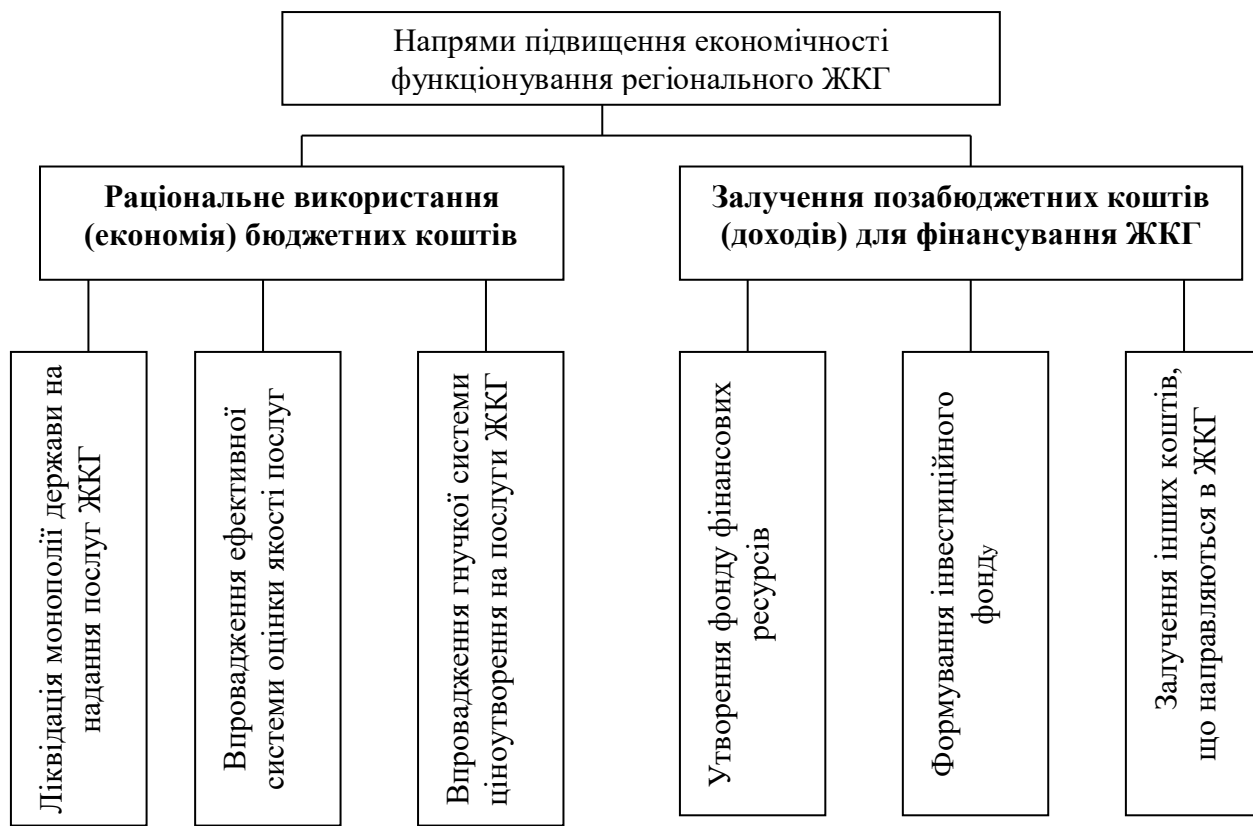 Напрями підвищення економічності
функціонування регіонального ЖКГ
Раціональне використання
(економія) бюджетних коштів
Залучення позабюджетних коштів
(доходів) для фінансування ЖКГ
Ліквідація монополії держави на
надання послуг ЖКГ
Впровадження ефективної
системи оцінки якості послуг
Впровадження гнучкої системи
ціноутворення на послуги ЖКГ
Утворення фонду фінансових
ресурсів
Формування інвестиційного
фонду
Залучення інших коштів,
що направляються в ЖКГ